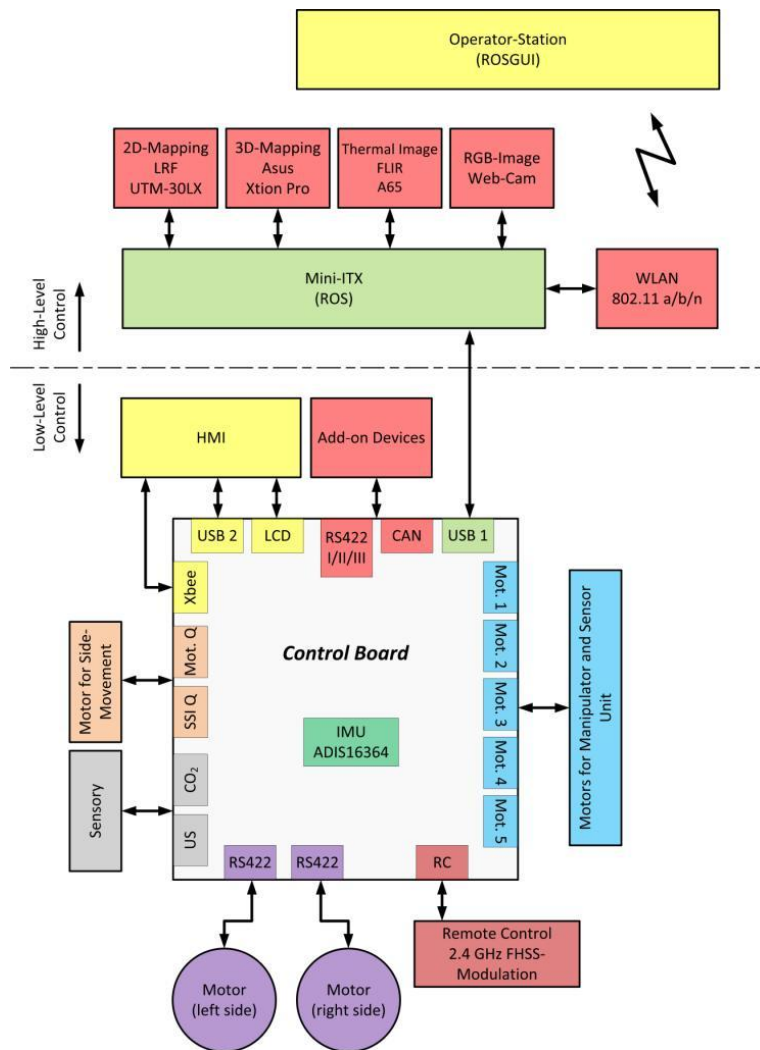 Operator-Station
(ROSGUI)
2D-Mapping
LRF
UTM-30LX
3D-Mapping
Asus
Xtion Pro
Thermal Image
FLIR
A65
RGB-Image
Web-Cam
Mini-ITX
(ROS)
WLAN
802.11 a/b/n
High-Level
Control
Low-Level
Control
HMI
Add-on Devices
USB 2
LCD
RS422
I/II/III
CAN
USB 1
Xbee
Mot. Q
SSI Q
CO₂
US
Control Board
IMU
ADIS16364
Mot. 1
Mot. 2
Mot. 3
Mot. 4
Mot. 5
Motor for Side-
Movement
Sensory
Motors for Manipulator and Sensor
Unit
RS422
RS422
RC
Motor
(left side)
Motor
(right side)
Remote Control
2.4 GHz FHSS-
Modulation